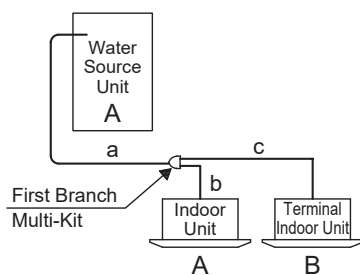 Water
Source
Unit
A
a
c
b
First Branch
Multi-Kit
Indoor
Unit
Terminal
Indoor Unit
A
B